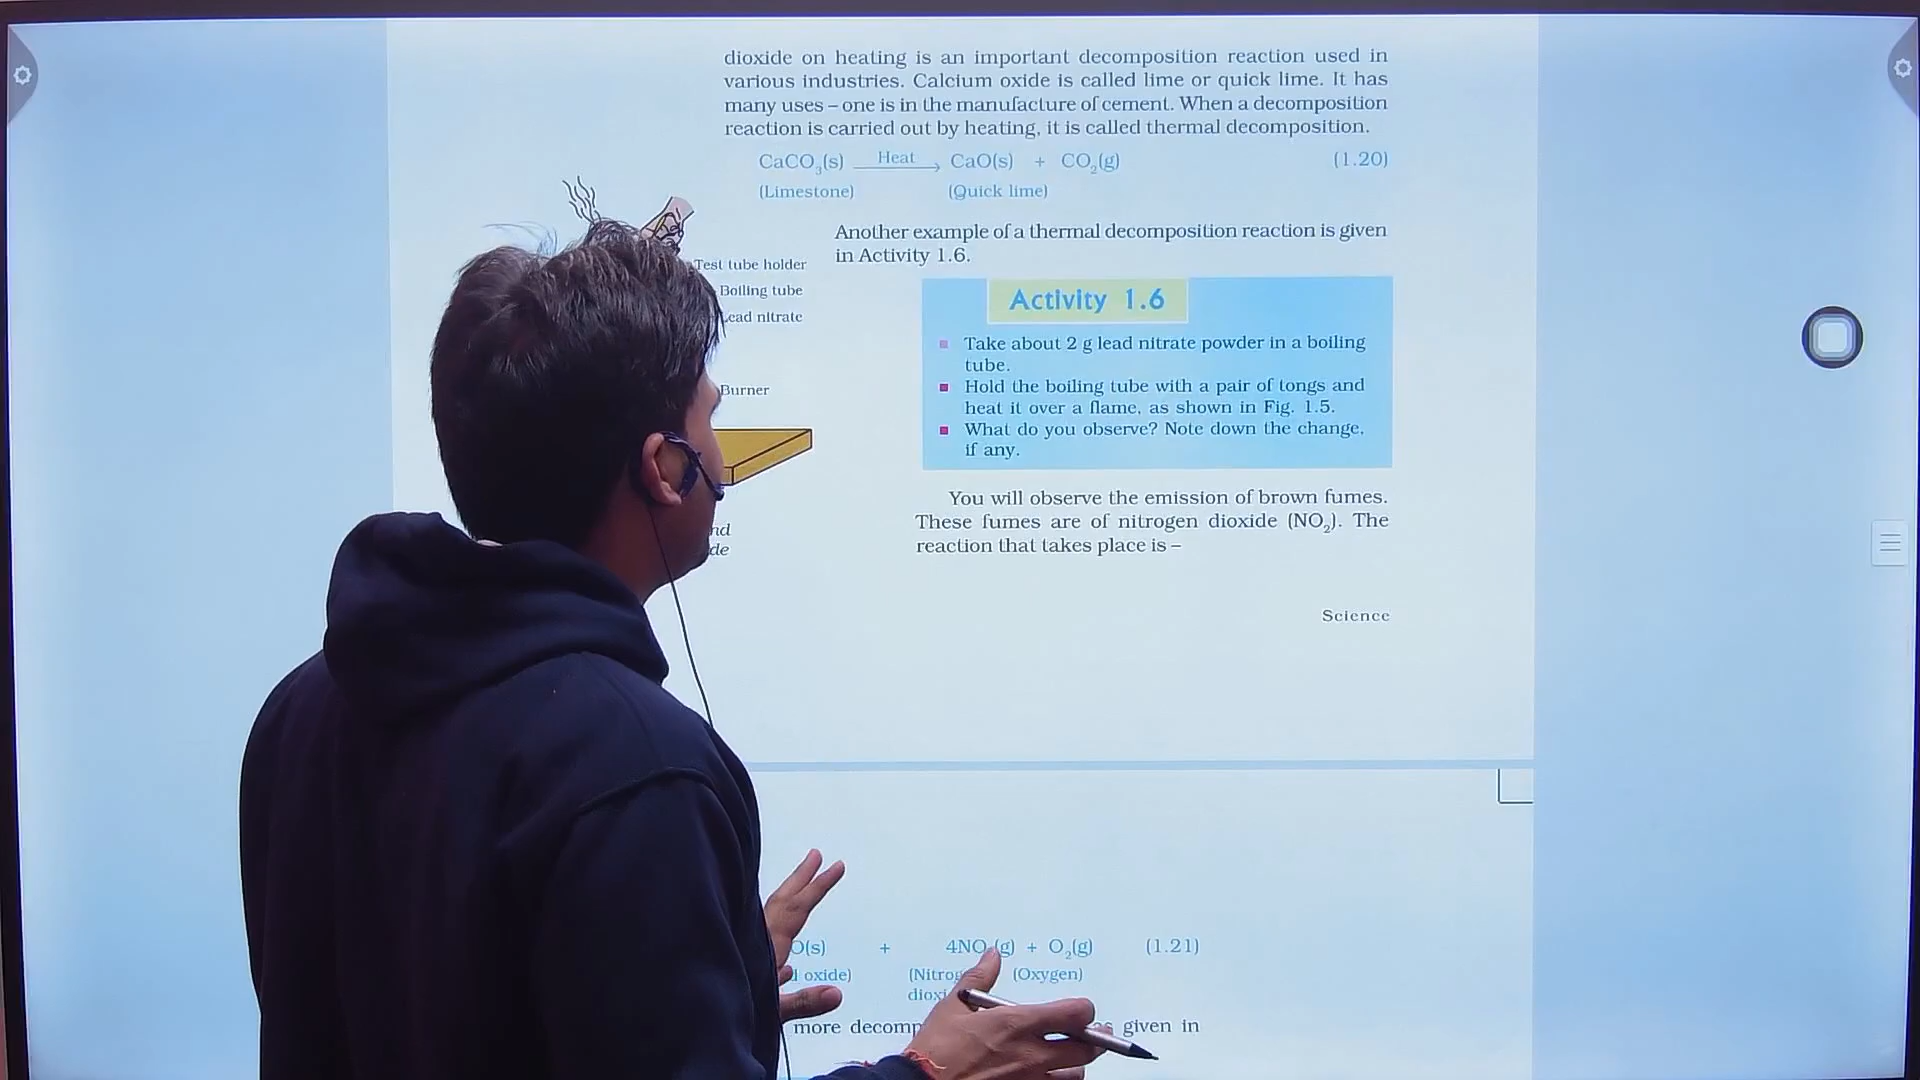 dioxide on heating is an important decomposition reaction used in
various industries. Calcium oxide is called lime or quick lime. It has
many uses – one is in the manufacture of cement. When a decomposition
reaction is carried out by heating, it is called thermal decomposition.
CaCO₃(s) Heat → CaO(s) + CO₂(g) (1.20)
(Limestone) (Quick lime)
Another example of a thermal decomposition reaction is given
in Activity 1.6.
Test tube holder
Boiling tube
Lead nitrate
Burner
Activity 1.6
Take about 2 g lead nitrate powder in a boiling
tube.
Hold the boiling tube with a pair of tongs and
heat it over a flame, as shown in Fig. 1.5.
What do you observe? Note down the change,
if any.
You will observe the emission of brown fumes.
These fumes are of nitrogen dioxide (NO₂). The
reaction that takes place is –
Science
O(s) + 4NO₂(g) + O₂(g) (1.21)
oxide) (Oxygen)
more given in